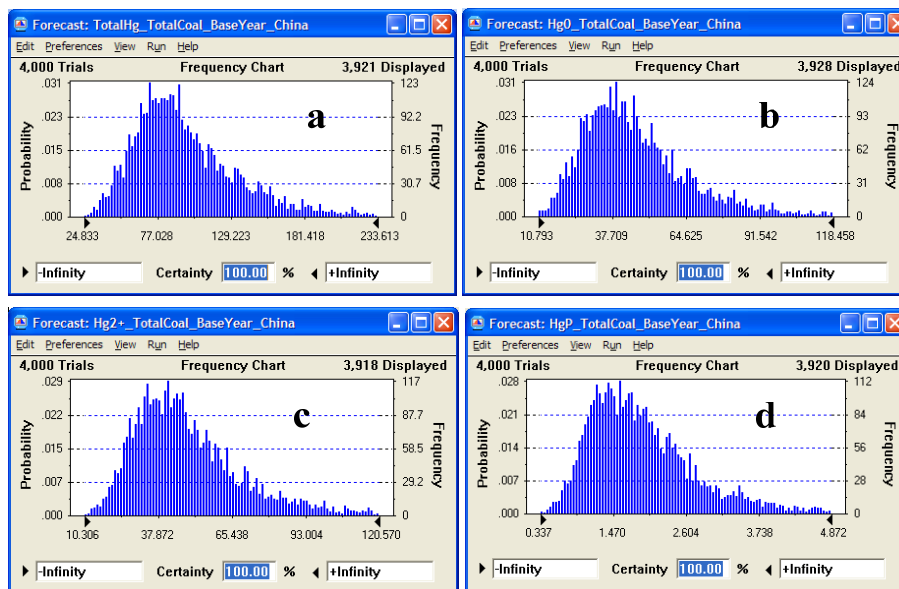 Forecast: TotalHg_TotalCoal_BaseYear_China
Edit Preferences View Run Help
4,000 Trials Frequency Chart 3,921 Displayed
Probability
Frequency
.031
.023
.015
.008
.000
123
92.2
61.5
30.7
0
a
24.833 77.028 129.223 181.418 233.613
-Infinity Certainty 100.00 % +Infinity
Forecast: Hg0_TotalCoal_BaseYear_China
Edit Preferences View Run Help
4,000 Trials Frequency Chart 3,928 Displayed
Probability
Frequency
.031
.023
.016
.008
.000
124
93
62
31
0
b
10.793 37.709 64.625 91.542 118.458
-Infinity Certainty 100.00 % +Infinity
Forecast: Hg2+_TotalCoal_BaseYear_China
Edit Preferences View Run Help
4,000 Trials Frequency Chart 3,918 Displayed
Probability
Frequency
.029
.022
.015
.007
.000
117
87.7
58.5
29.2
0
c
10.306 37.872 65.438 93.004 120.570
-Infinity Certainty 100.00 % +Infinity
Forecast: HgP_TotalCoal_BaseYear_China
Edit Preferences View Run Help
4,000 Trials Frequency Chart 3,920 Displayed
Probability
Frequency
.028
.021
.014
.007
.000
112
84
56
28
0
d
0.337 1.470 2.604 3.738 4.872
-Infinity Certainty 100.00 % +Infinity